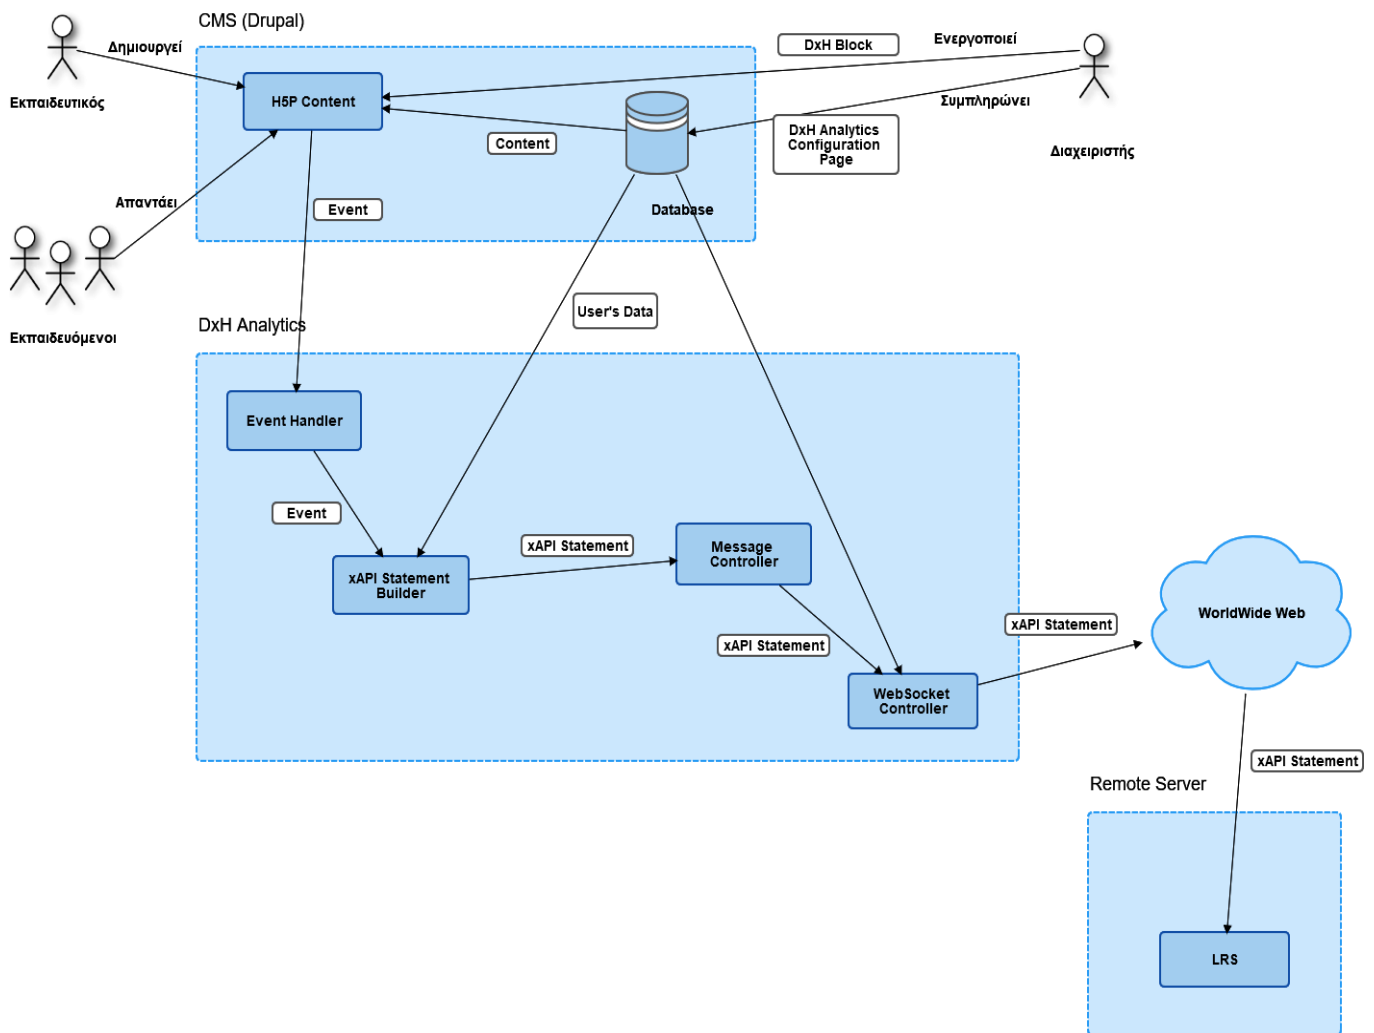 CMS (Drupal)
Δημιουργεί
DxH Block
Ενεργοποιεί
Εκπαιδευτικός
H5P Content
Συμπληρώνει
Content
DxH Analytics
Configuration
Page
Διαχειριστής
Απαντάει
Event
Database
Εκπαιδευόμενοι
DxH Analytics
User's Data
Event Handler
Event
xAPI Statement
Message
Controller
xAPI Statement
Builder
xAPI Statement
xAPI Statement
WorldWide Web
WebSocket
Controller
xAPI Statement
Remote Server
LRS